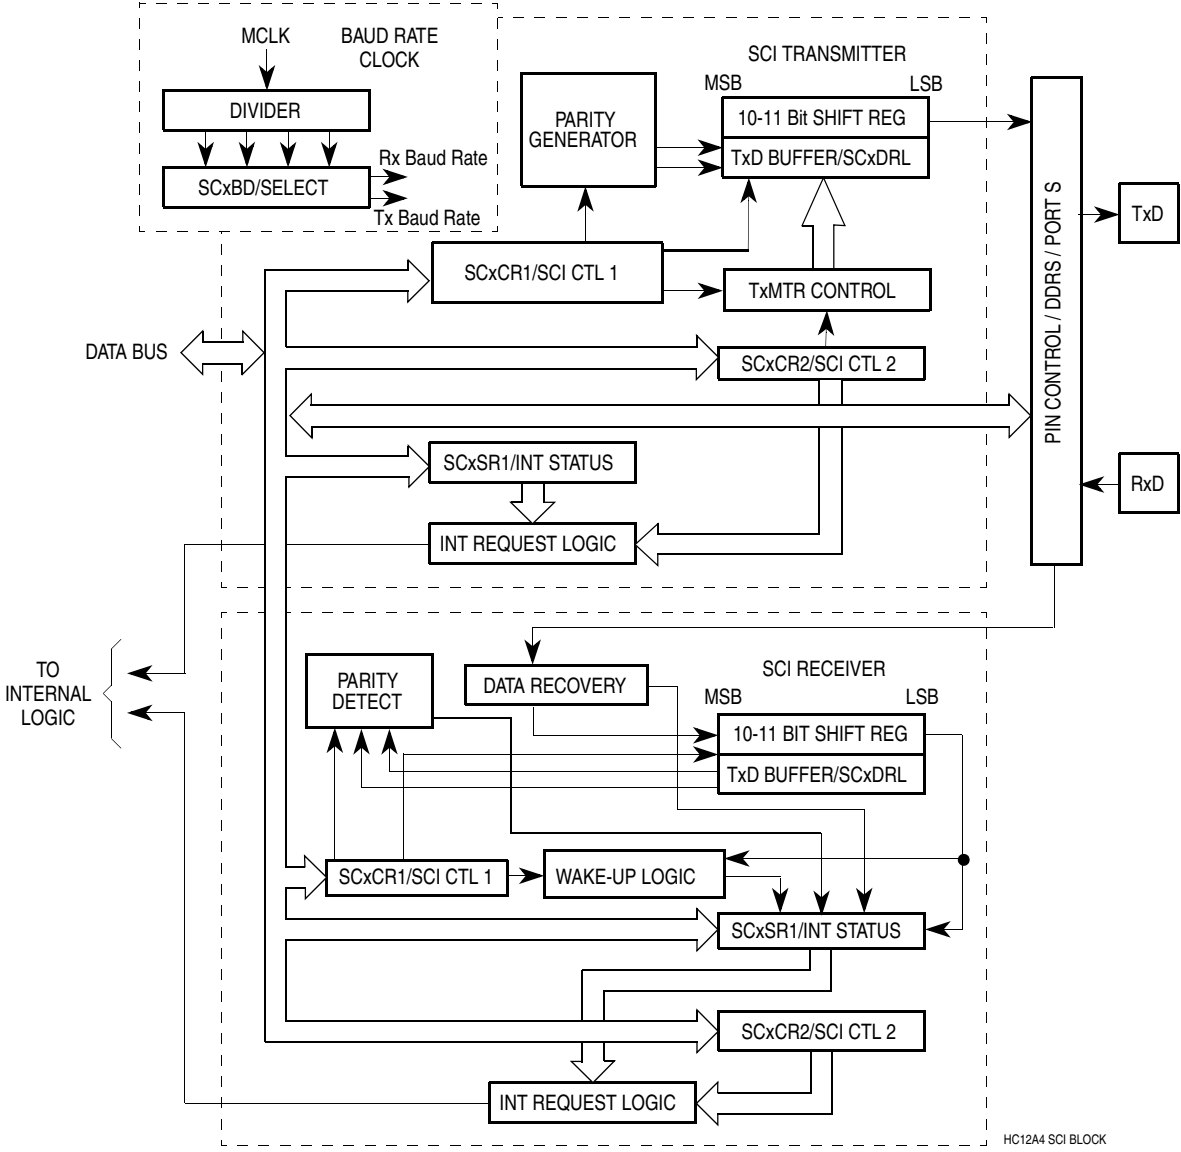 MCLK
BAUD RATE
CLOCK
DIVIDER
SCxBD/SELECT
Rx Baud Rate
Tx Baud Rate
SCI TRANSMITTER
MSB
LSB
PARITY
GENERATOR
10-11 Bit SHIFT REG
TxD BUFFER/SCxDRL
SCxCR1/SCI CTL 1
TxMTR CONTROL
DATA BUS
SCxCR2/SCI CTL 2
SCxSR1/INT STATUS
INT REQUEST LOGIC
PIN CONTROL / DDRS / PORT S
TxD
RxD
TO
INTERNAL
LOGIC
SCI RECEIVER
PARITY
DETECT
DATA RECOVERY
MSB
LSB
10-11 BIT SHIFT REG
TxD BUFFER/SCxDRL
SCxCR1/SCI CTL 1
WAKE-UP LOGIC
SCxSR1/INT STATUS
SCxCR2/SCI CTL 2
INT REQUEST LOGIC
HC12A4 SCI BLOCK